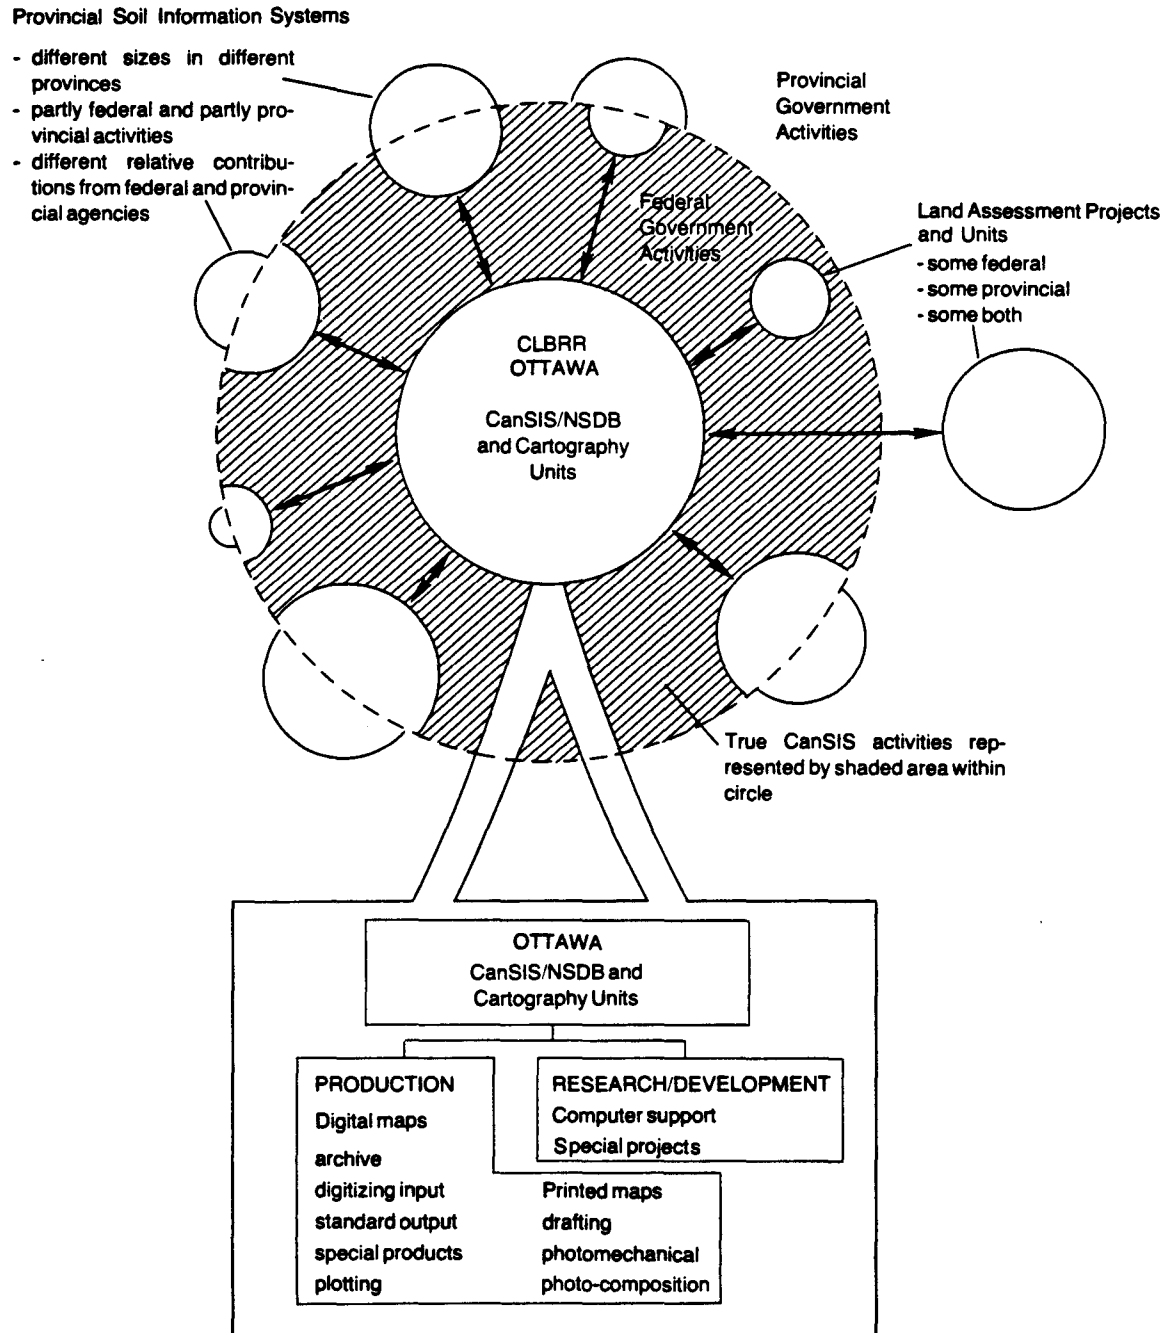 Provincial Soil Information Systems
- different sizes in different
provinces
- partly federal and partly pro-
vincial activities
- different relative contribu-
tions from federal and provin-
cial agencies
Provincial
Government
Activities
Federal
Government
Activities
Land Assessment Projects
and Units
- some federal
- some provincial
- some both
CLBRR
OTTAWA
CanSIS/NSDB
and Cartography
Units
True CanSIS activities rep-
resented by shaded area within
circle
OTTAWA
CanSIS/NSDB and
Cartography Units
PRODUCTION
Digital maps
archive
digitizing input
standard output
special products
plotting
RESEARCH/DEVELOPMENT
Computer support
Special projects
Printed maps
drafting
photomechanical
photo-composition